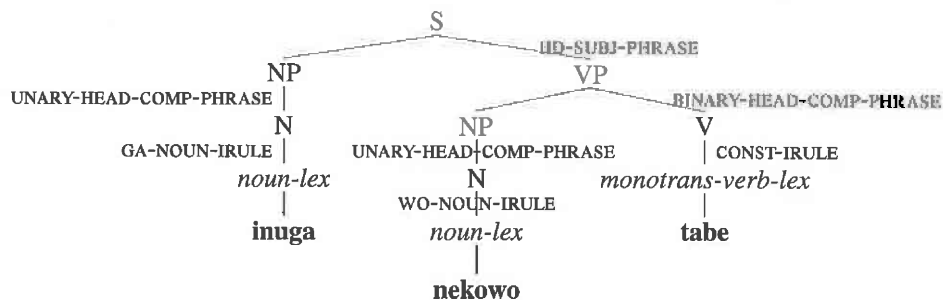 S
HD-SUBJ-PHRASE
NP VP
UNARY-HEAD-COMP-PHRASE BINARY-HEAD-COMP-PHRASE
N NP V
GA-NOUN-IRULE UNARY-HEAD-COMP-PHRASE CONST-IRULE
noun-lex N monotrans-verb-lex
WO-NOUN-IRULE
inuga noun-lex tabe
nekowo